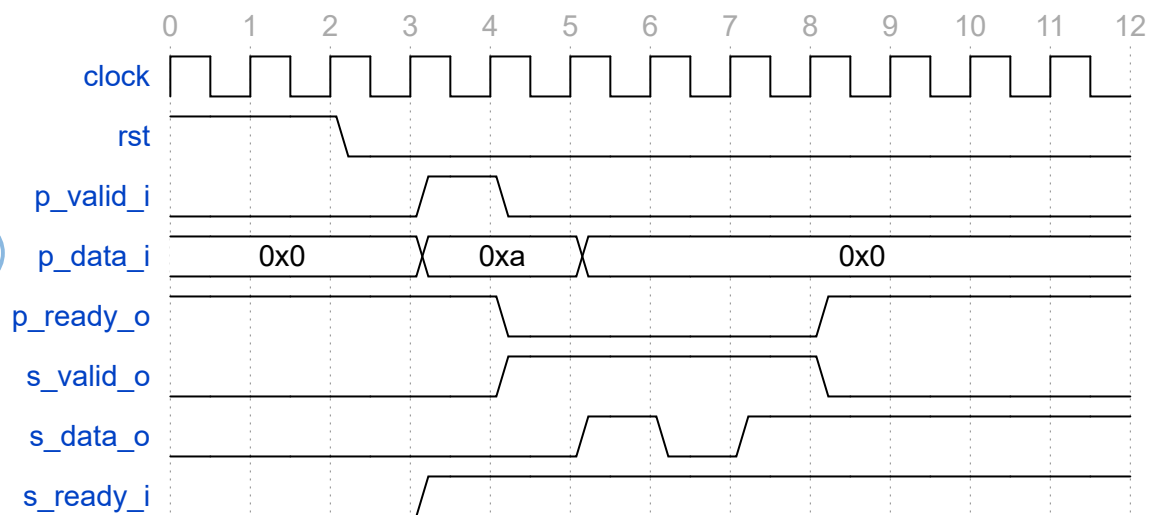 0 1 2 3 4 5 6 7 8 9 10 11 12
clock
rst
p_valid_i
p_data_i 0x0 0xa 0x0
p_ready_o
s_valid_o
s_data_o
s_ready_i